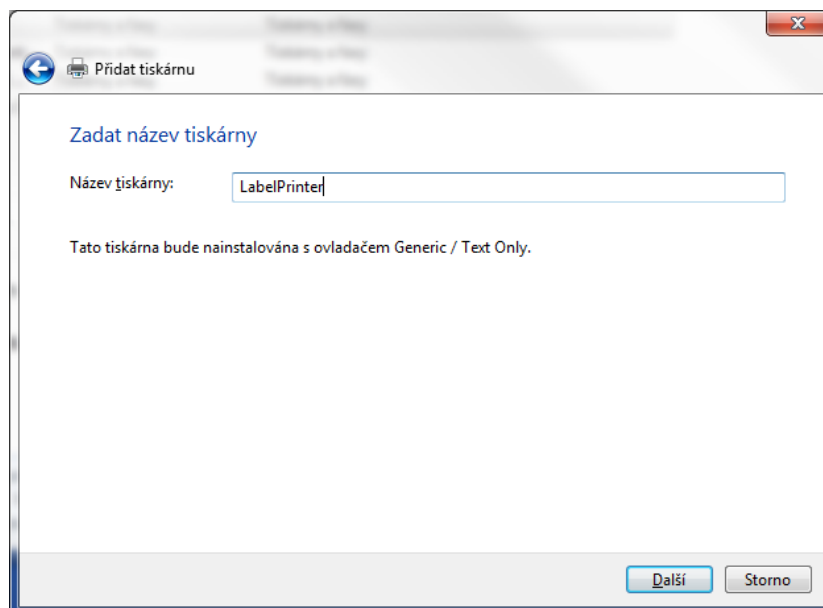 Přidat tiskárnu
Zadat název tiskárny
Název tiskárny: LabelPrinter
Tato tiskárna bude nainstalována s ovladačem Generic / Text Only.
Další Storno